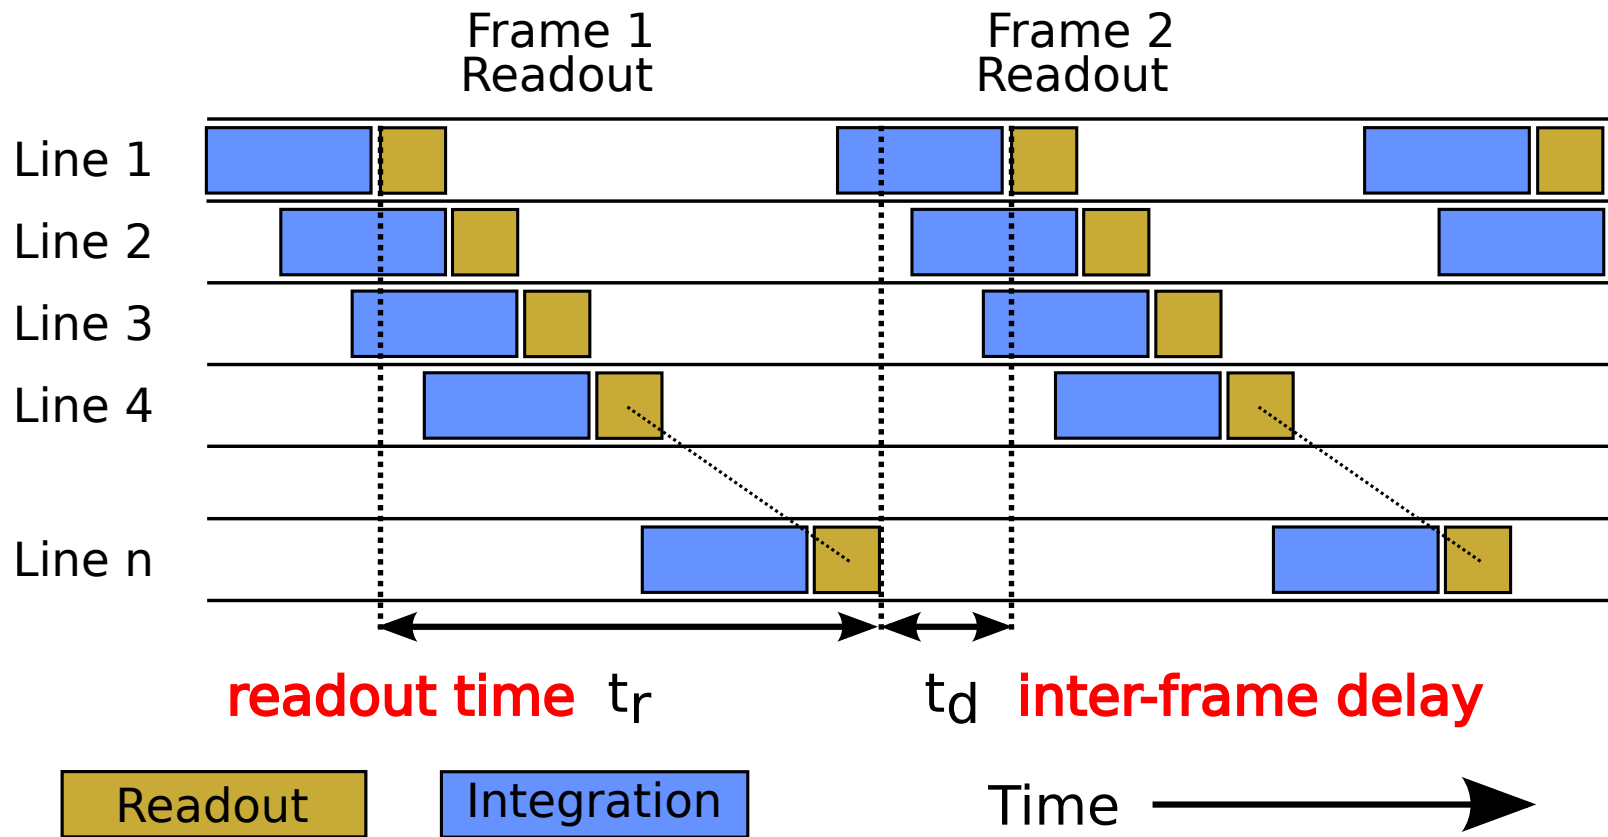 Frame 1
Readout
Frame 2
Readout
Line 1
Line 2
Line 3
Line 4
Line n
readout time tr
td inter-frame delay
Readout
Integration
Time